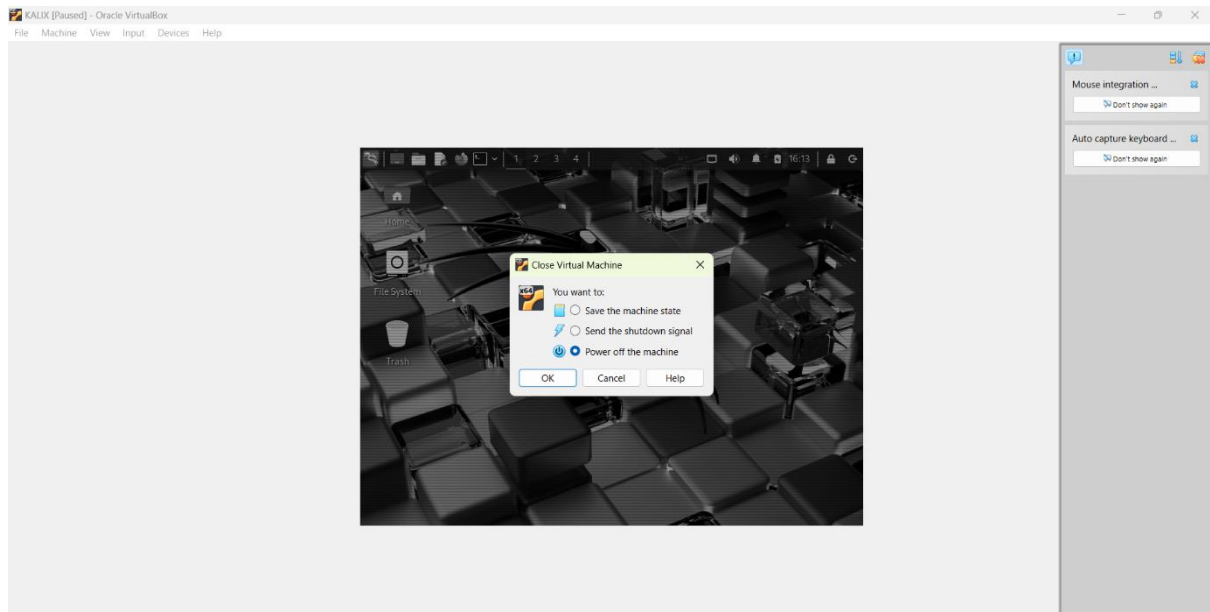 KALIX [Paused] - Oracle VirtualBox
File Machine View Input Devices Help
Mouse integration ...
Don't show again
Auto capture keyboard ...
Don't show again
1 2 3 4 16:13
Home
File System
Trash
Close Virtual Machine
x64
You want to:
Save the machine state
Send the shutdown signal
Power off the machine
OK Cancel Help